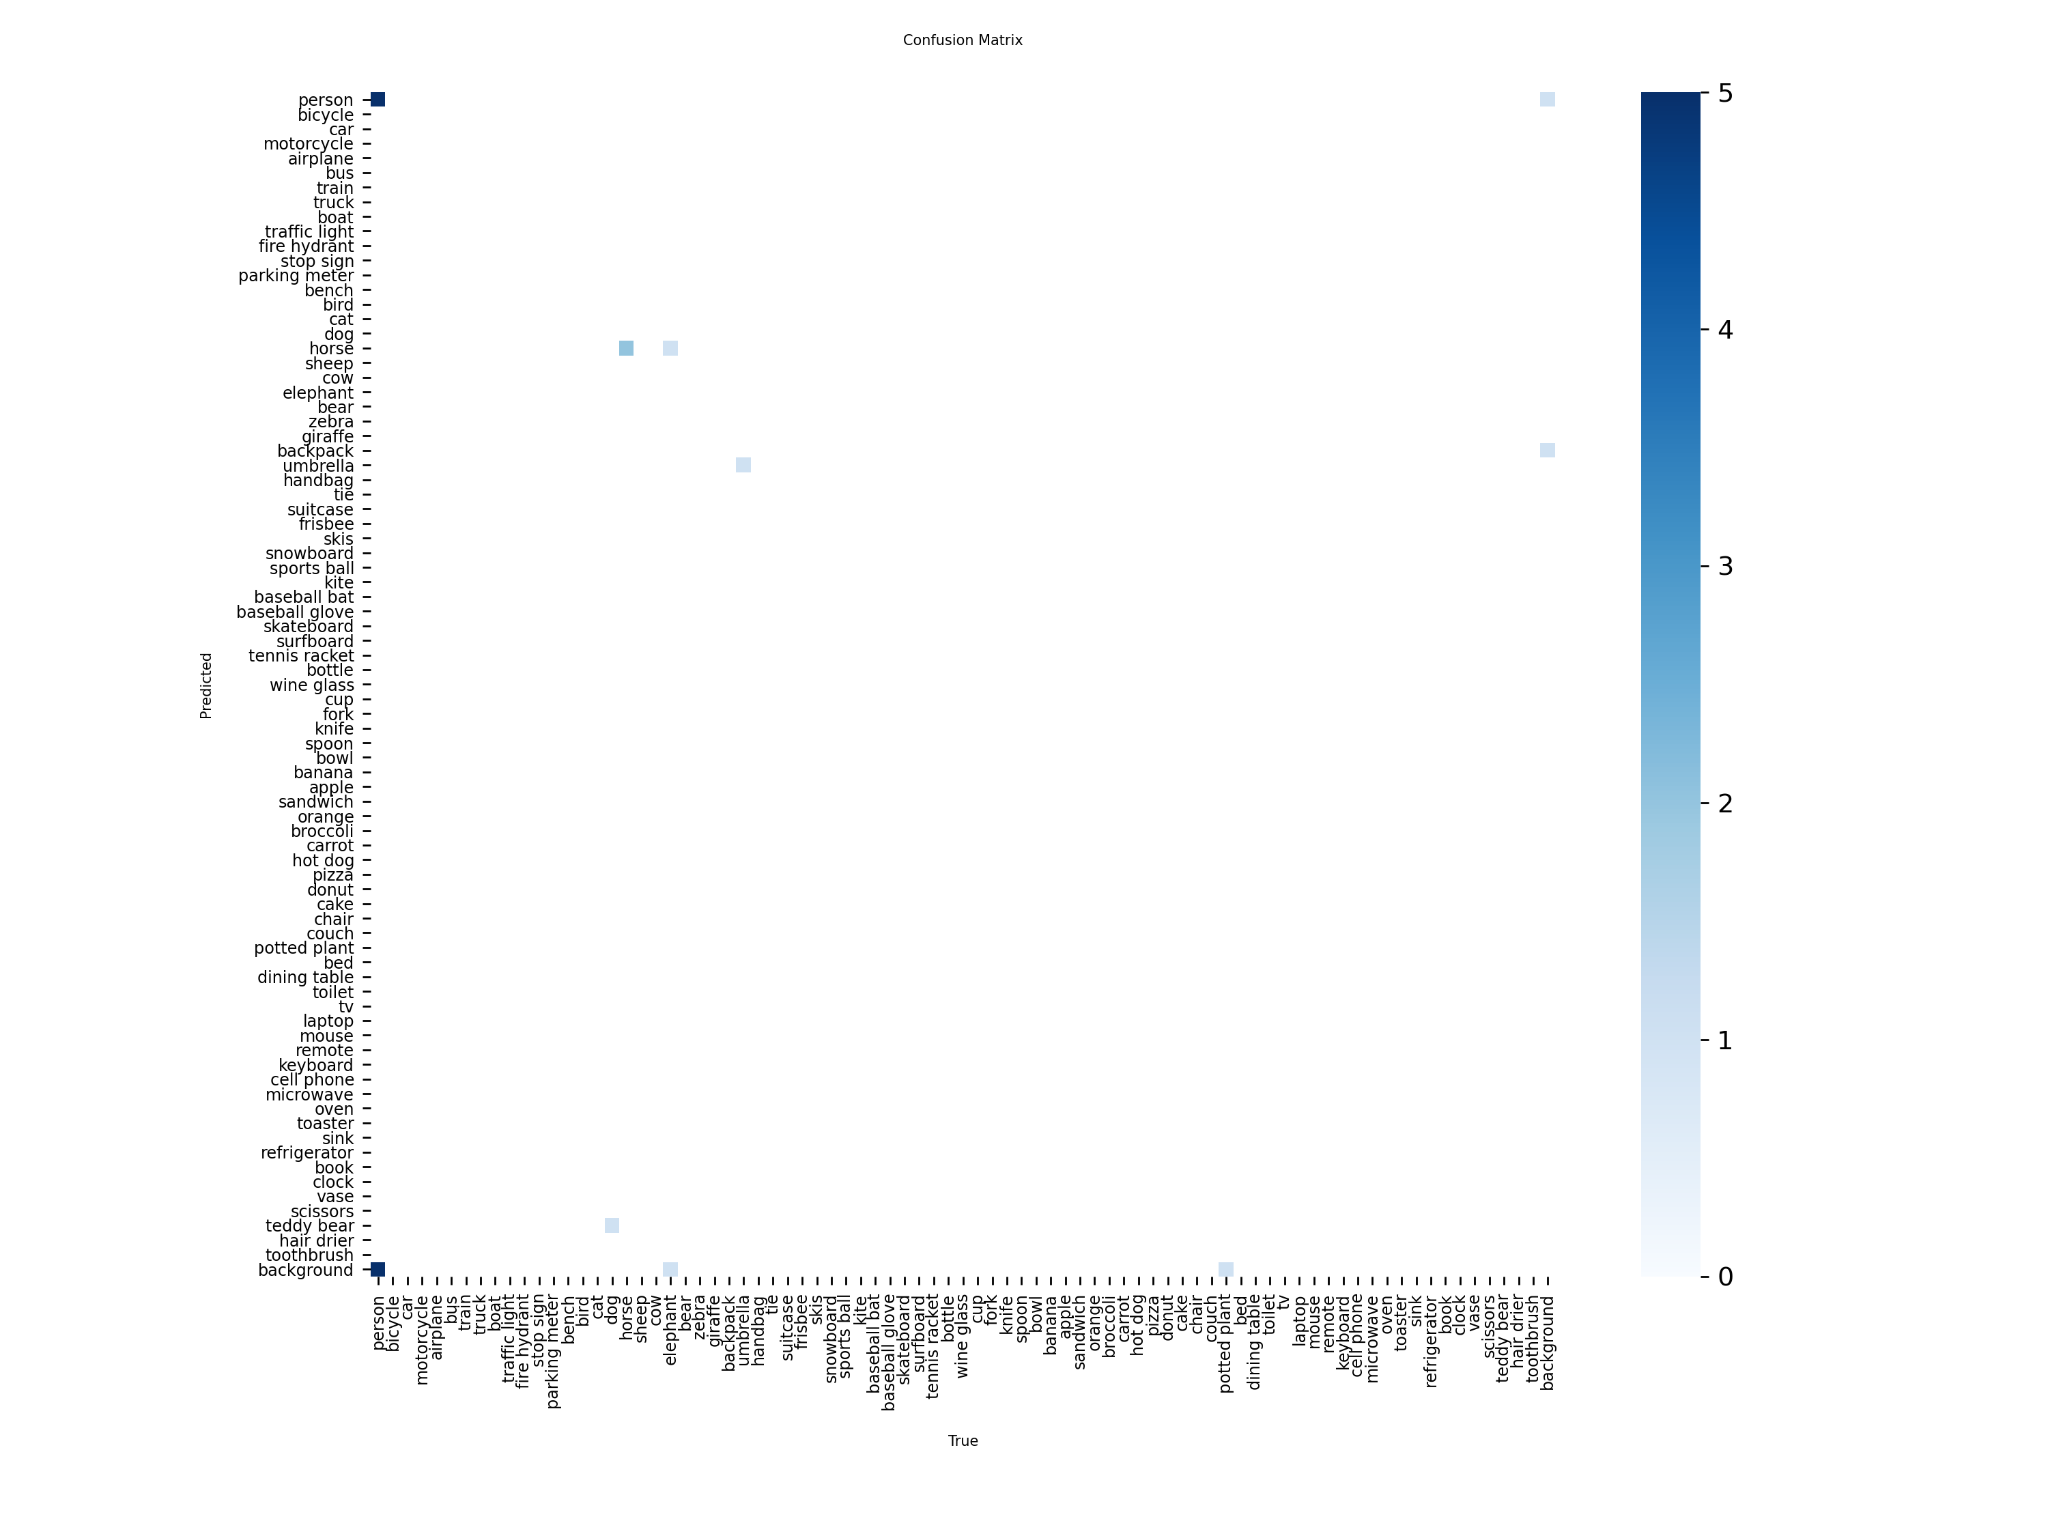 Confusion Matrix
person
bicycle
car
motorcycle
airplane
bus
train
truck
boat
traffic light
fire hydrant
stop sign
parking meter
bench
bird
cat
dog
horse
sheep
cow
elephant
bear
zebra
giraffe
backpack
umbrella
handbag
tie
suitcase
frisbee
skis
snowboard
sports ball
kite
baseball bat
baseball glove
skateboard
surfboard
tennis racket
bottle
wine glass
cup
fork
knife
spoon
bowl
banana
apple
sandwich
orange
broccoli
carrot
hot dog
pizza
donut
cake
chair
couch
potted plant
bed
dining table
toilet
tv
laptop
mouse
remote
keyboard
cell phone
microwave
oven
toaster
sink
refrigerator
book
clock
vase
scissors
teddy bear
hair drier
toothbrush
background
Predicted
person
bicycle
car
motorcycle
airplane
bus
train
truck
boat
traffic light
fire hydrant
stop sign
parking meter
bench
bird
cat
dog
horse
sheep
cow
elephant
bear
zebra
giraffe
backpack
umbrella
handbag
tie
suitcase
frisbee
skis
snowboard
sports ball
kite
baseball bat
baseball glove
skateboard
surfboard
tennis racket
bottle
wine glass
cup
fork
knife
spoon
bowl
banana
apple
sandwich
orange
broccoli
carrot
hot dog
pizza
donut
cake
chair
couch
potted plant
bed
dining table
toilet
tv
laptop
mouse
remote
keyboard
cell phone
microwave
oven
toaster
sink
refrigerator
book
clock
vase
scissors
teddy bear
hair drier
toothbrush
background
True
5
4
3
2
1
0